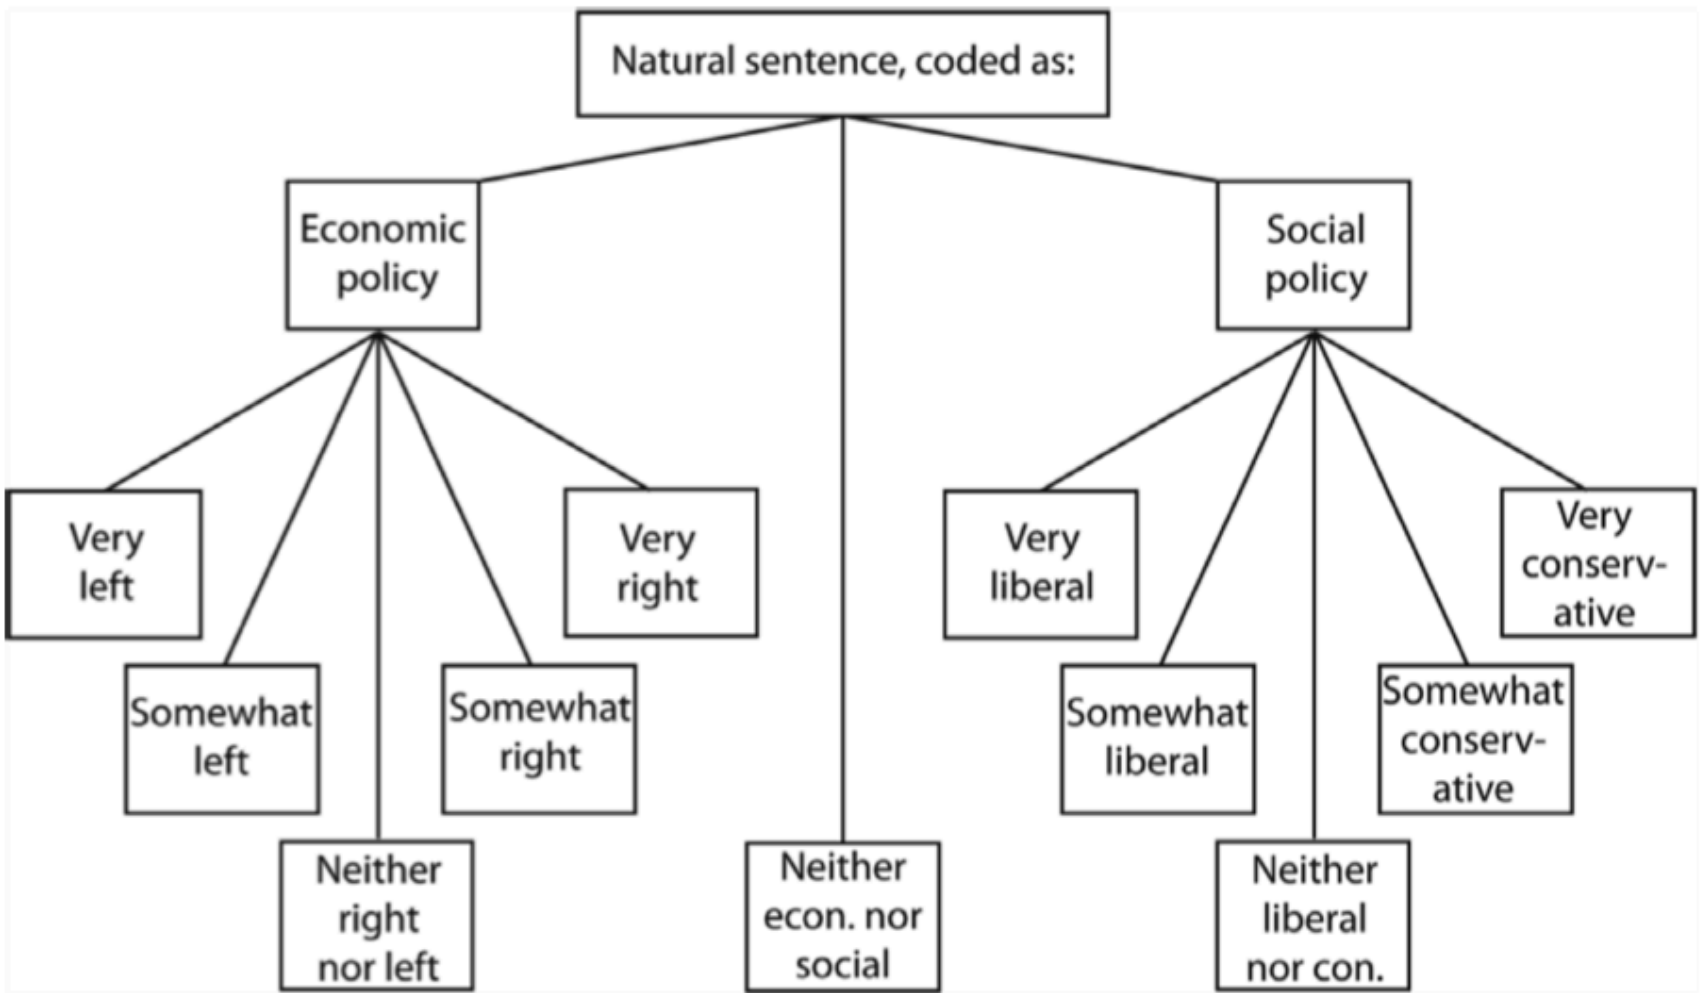 Natural sentence, coded as:
Economic
policy
Social
policy
Very
left
Somewhat
left
Neither
right
nor left
Somewhat
right
Very
right
Neither
econ. nor
social
Very
liberal
Somewhat
liberal
Neither
liberal
nor con.
Somewhat
conserv-
ative
Very
conserv-
ative